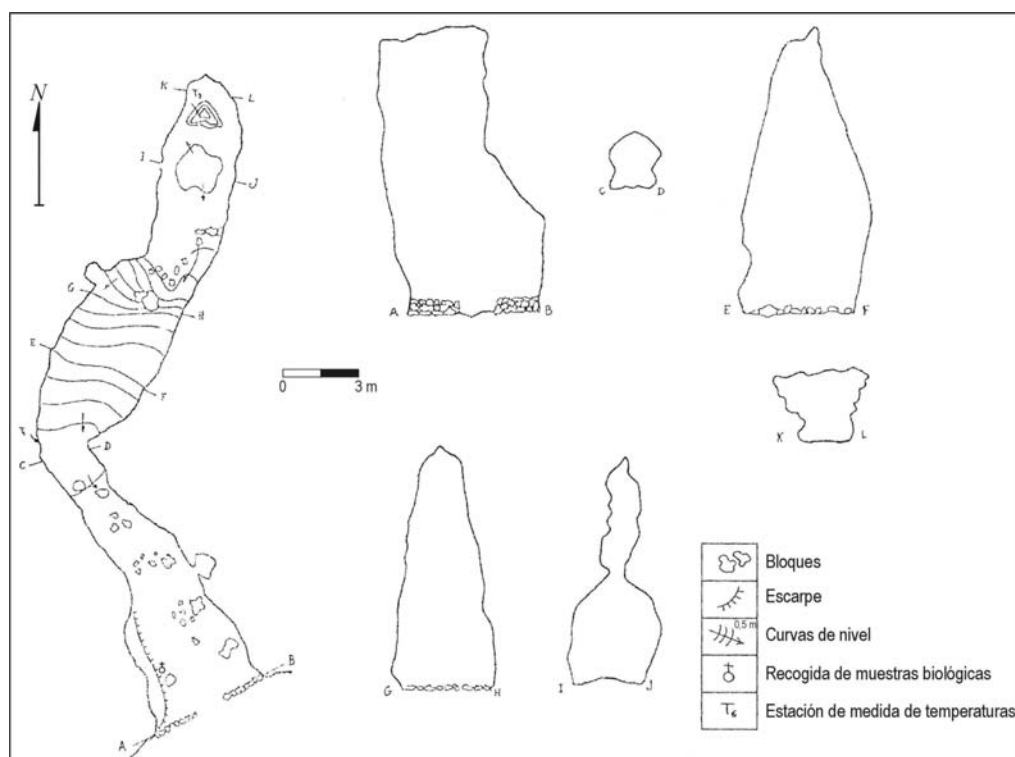 N
K
L
T₃
I
J
G
H
E
F
D
C
B
A
A
B
C
D
E
F
K
L
0
3 m
G
H
I
J
Bloques
Escarpe
0,5 m
Curvas de nivel
Recogida de muestras biológicas
T₆
Estación de medida de temperaturas